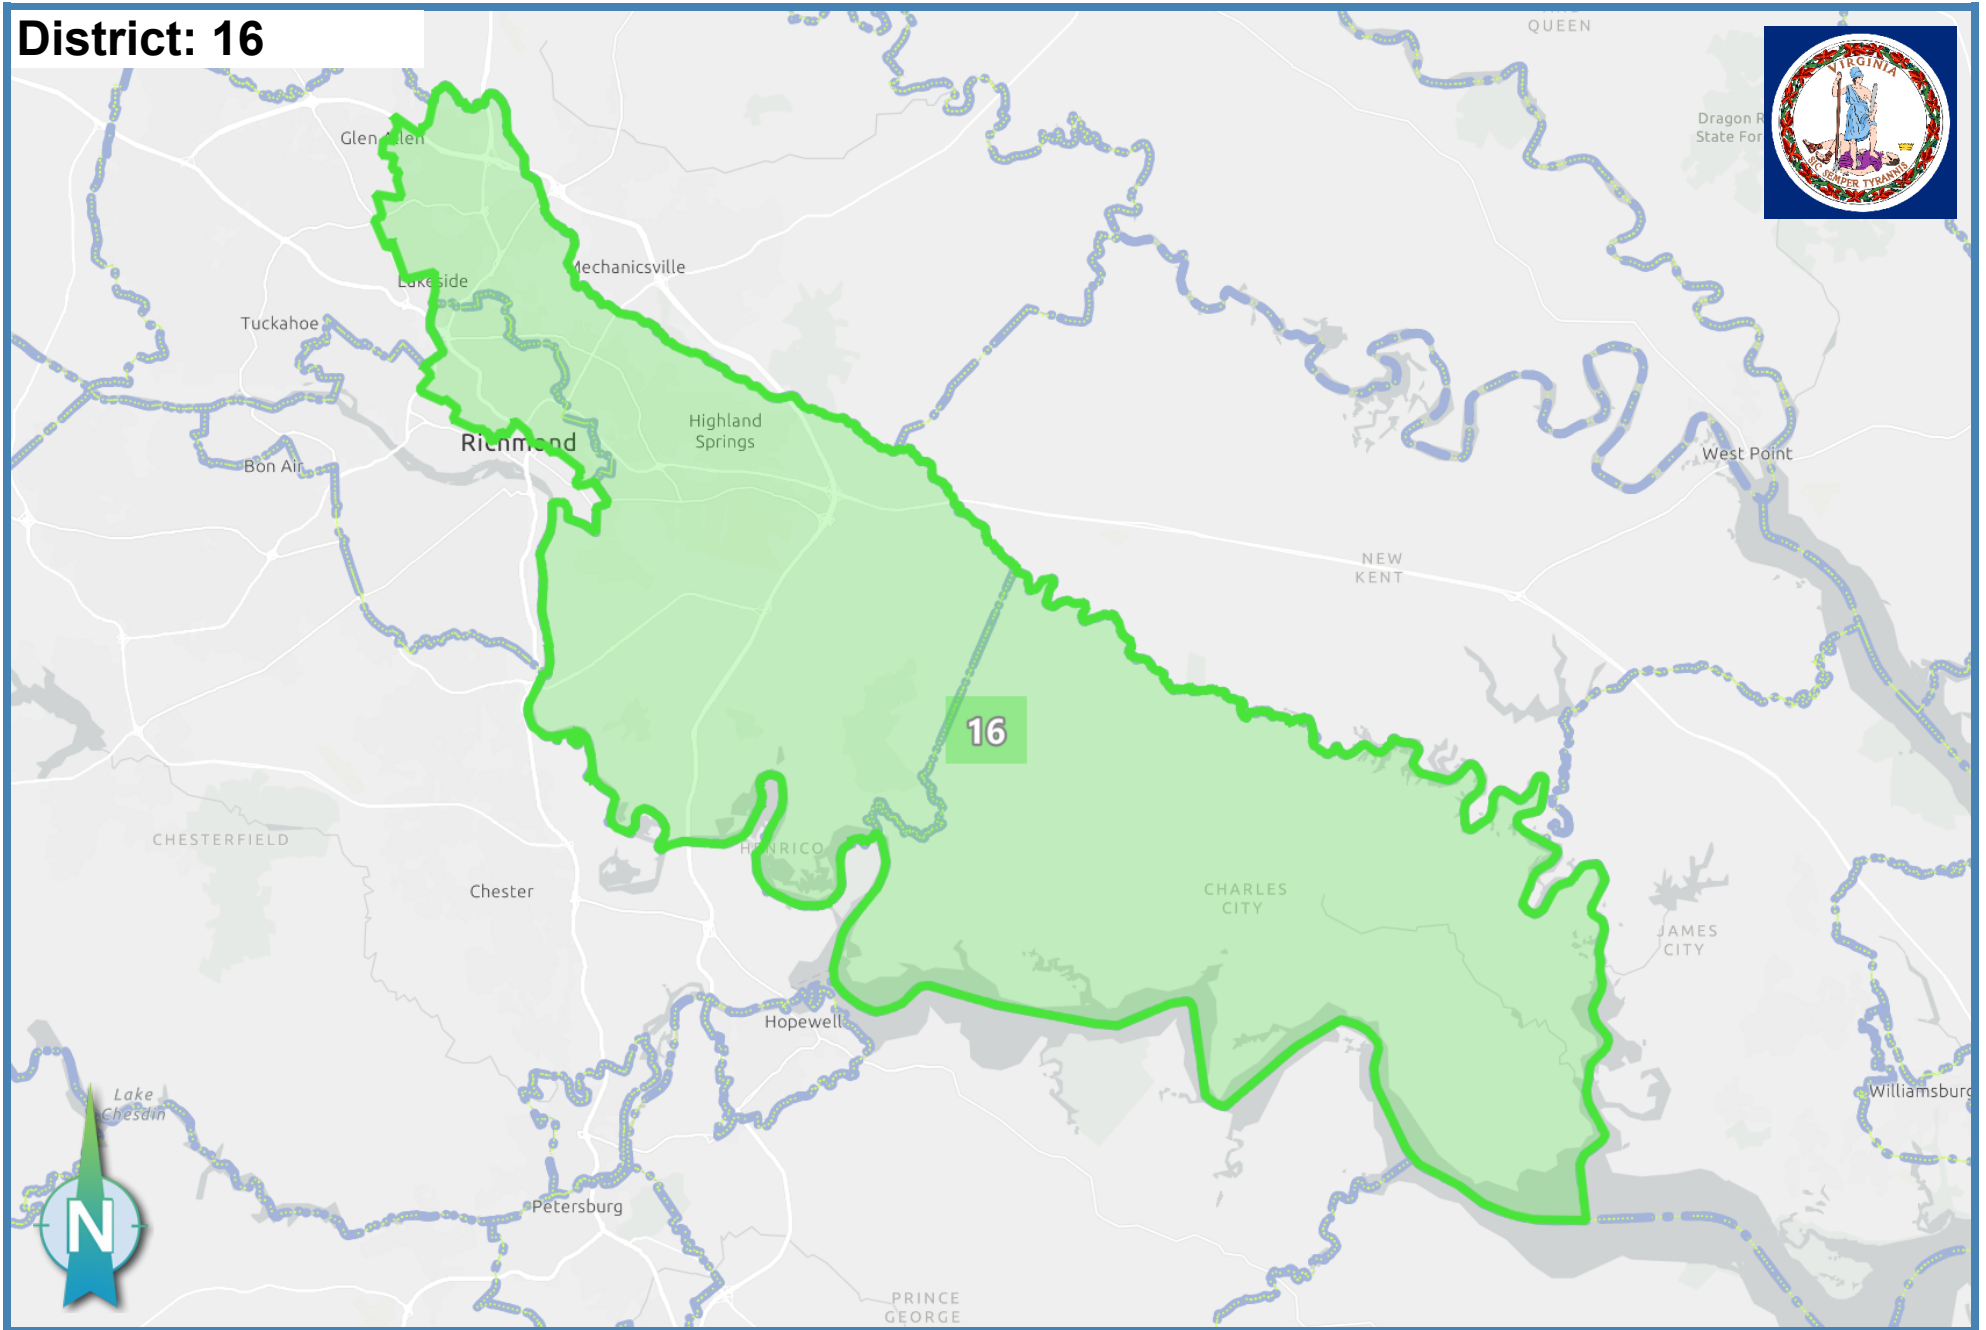 District: 16
QUEEN
VIRGINIA
SIC SEMPER TYRANNIS
Dragon R
State For
Glen Allen
Mechanicsville
Lakeside
Tuckahoe
Highland
Springs
Richmond
Bon Air
West Point
NEW
KENT
16
CHESTERFIELD
HENRICO
Chester
CHARLES
CITY
JAMES
CITY
Hopewell
Lake
Chesdin
Williamsburg
N
Petersburg
PRINCE
GEORGE